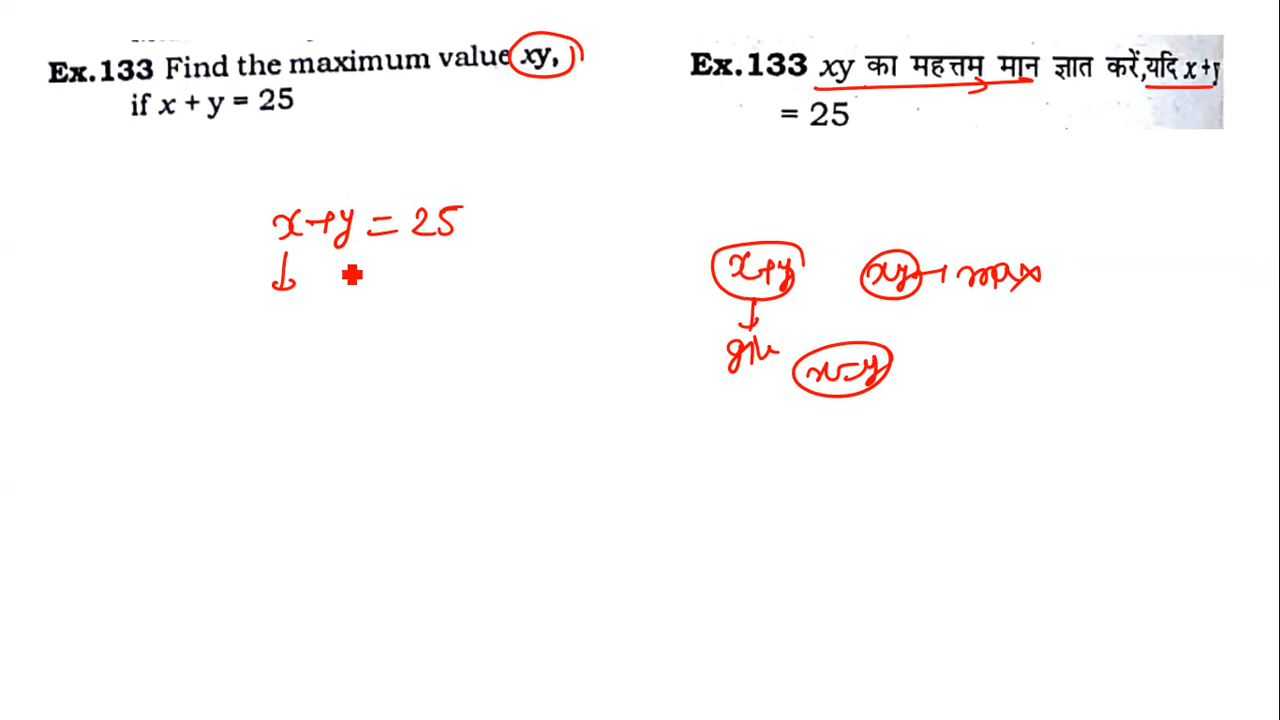 Ex.133 Find the maximum value xy,
if x + y = 25
Ex.133 xy का महत्तम मान ज्ञात करें,यदि x+y
= 25
x+y = 25
x+y
xy → max
x=y